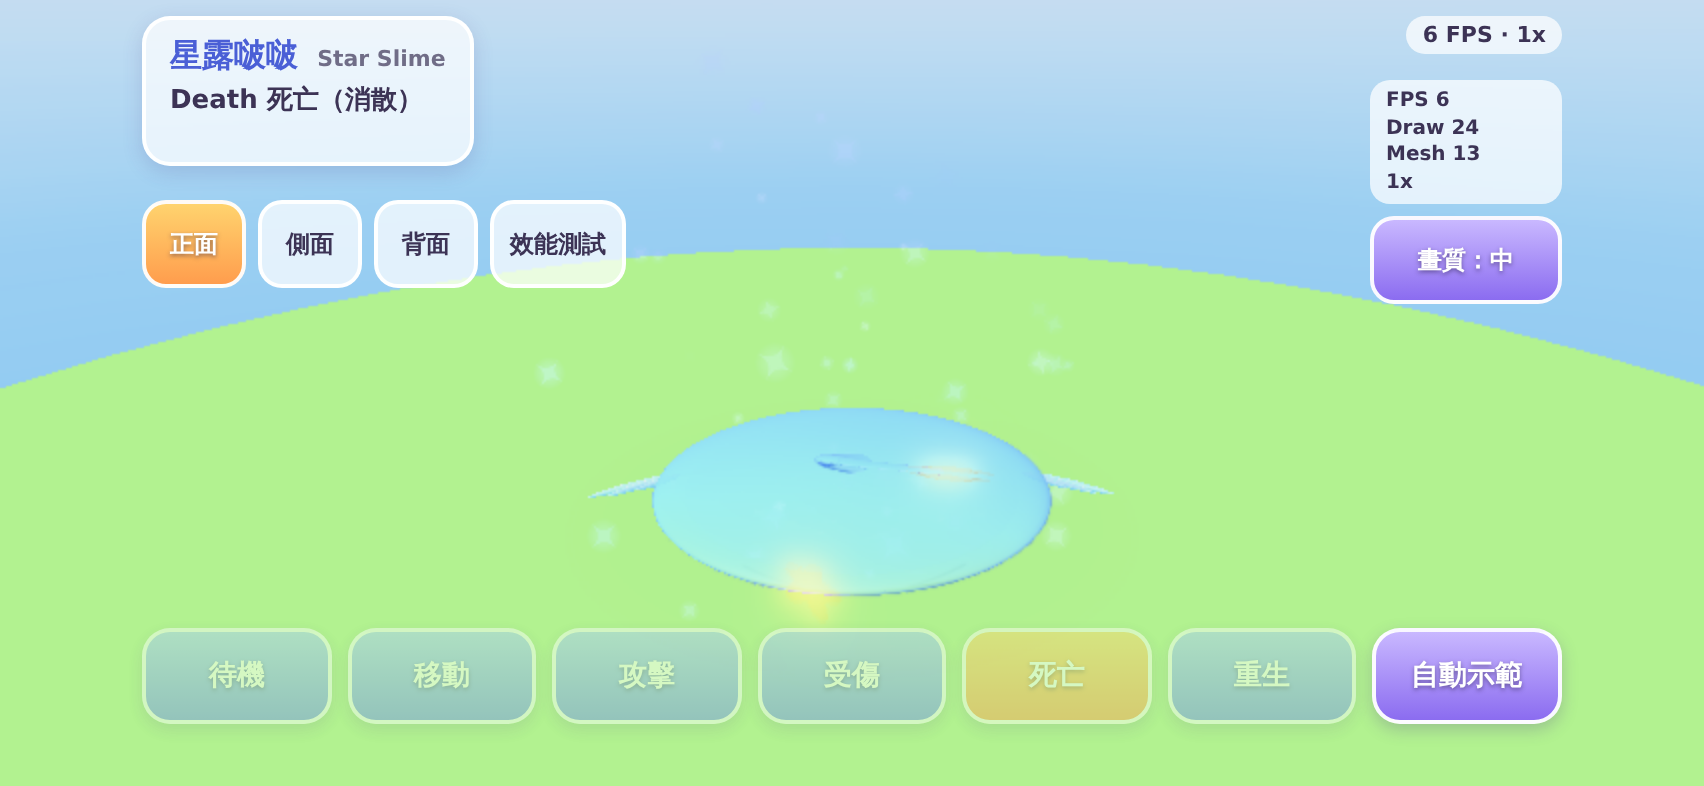 星露啵啵 Star Slime
Death 死亡（消散）
6 FPS · 1x
FPS 6
Draw 24
Mesh 13
1x
正面 側面 背面 效能測試
畫質：中
待機 移動 攻擊 受傷 死亡 重生 自動示範